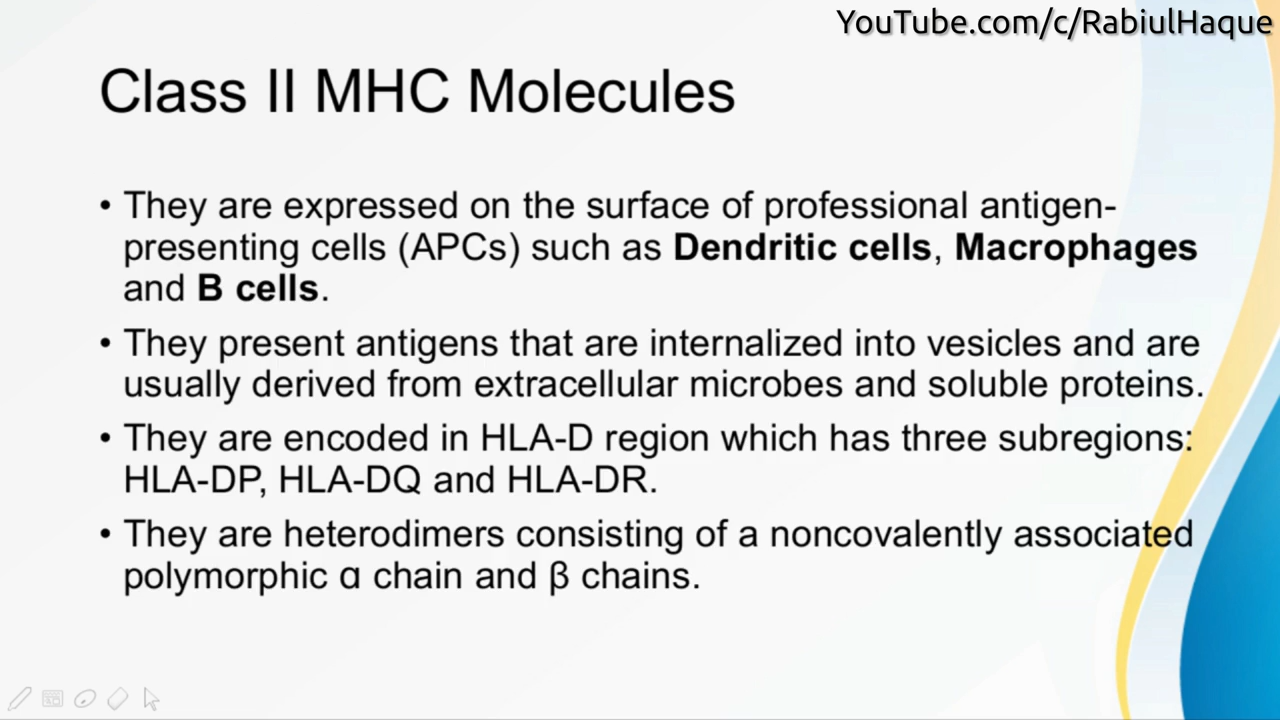 YouTube.com/c/RabiulHaque
Class II MHC Molecules
• They are expressed on the surface of professional antigen-
presenting cells (APCs) such as Dendritic cells, Macrophages
and B cells.
• They present antigens that are internalized into vesicles and are
usually derived from extracellular microbes and soluble proteins.
• They are encoded in HLA-D region which has three subregions:
HLA-DP, HLA-DQ and HLA-DR.
• They are heterodimers consisting of a noncovalently associated
polymorphic α chain and β chains.